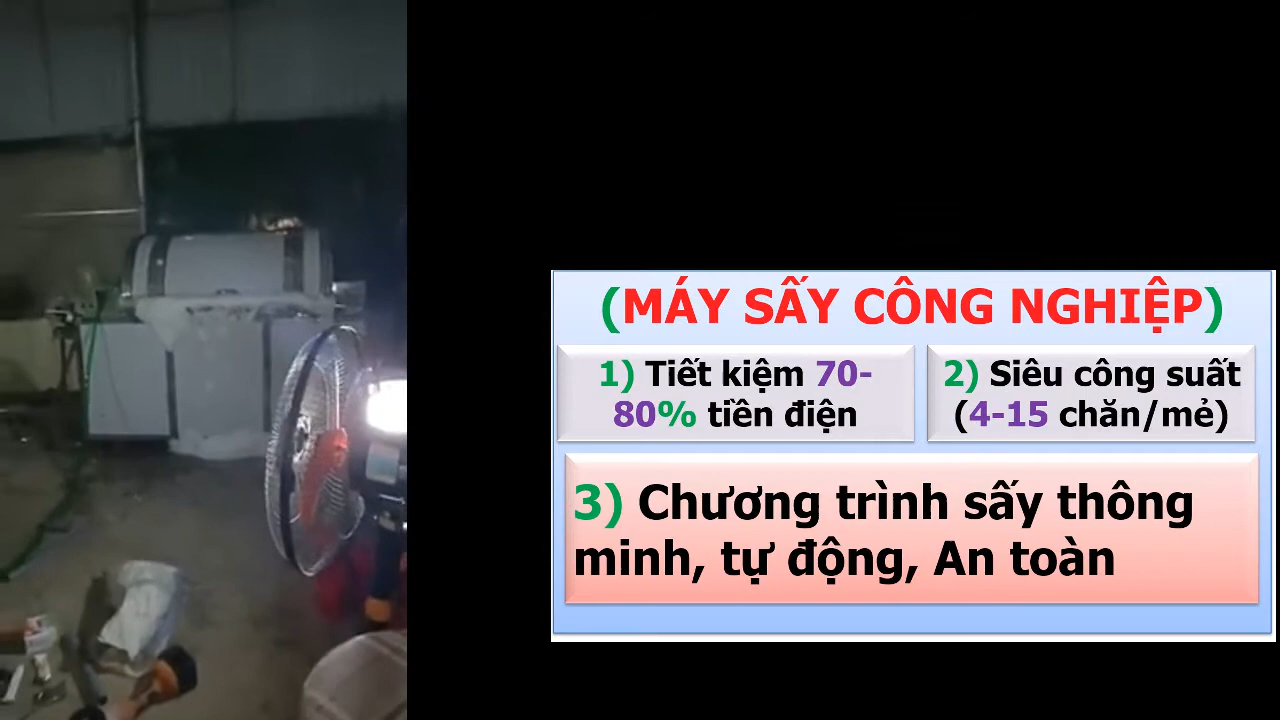 (MÁY SẤY CÔNG NGHIỆP)
1) Tiết kiệm 70-
80% tiền điện
2) Siêu công suất
(4-15 chăn/mẻ)
3) Chương trình sấy thông
minh, tự động, An toàn